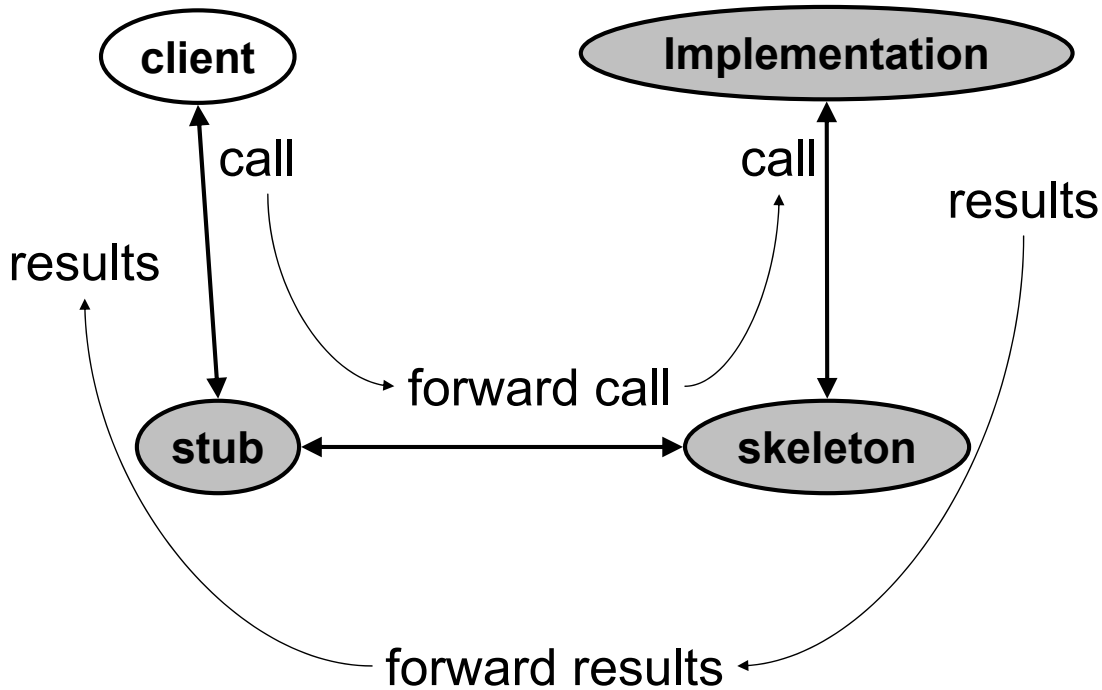 client
Implementation
call
call
results
results
forward call
stub
skeleton
forward results